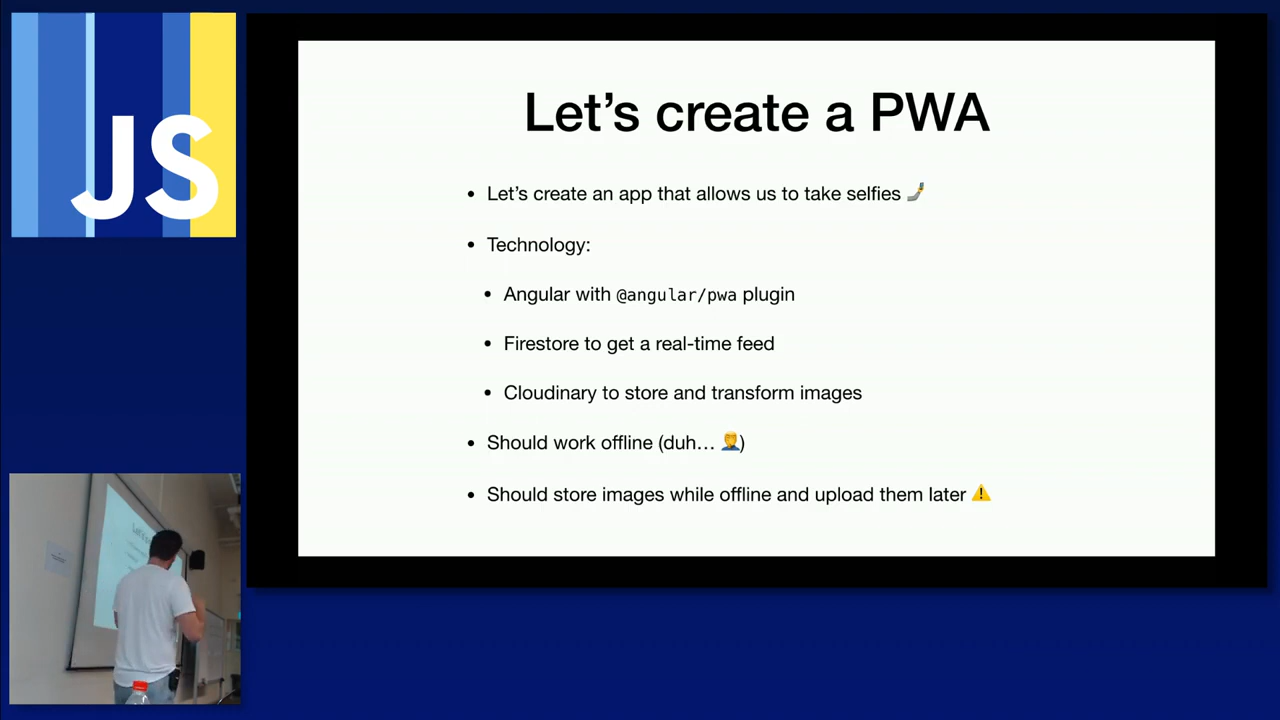 JS
Let’s create a PWA
• Let’s create an app that allows us to take selfies 🤳
• Technology:
• Angular with @angular/pwa plugin
• Firestore to get a real-time feed
• Cloudinary to store and transform images
• Should work offline (duh… 🤦‍♂️)
• Should store images while offline and upload them later ⚠️